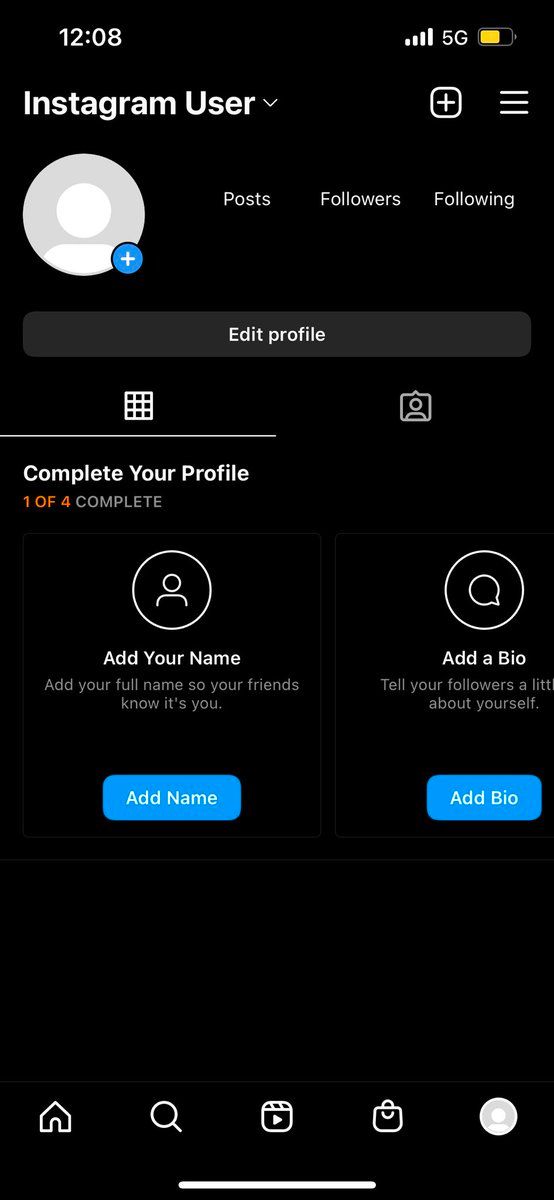 12:08
5G
Instagram User
Posts Followers Following
Edit profile
Complete Your Profile
1 OF 4 COMPLETE
Add Your Name
Add your full name so your friends
know it's you.
Add Name
Add a Bio
Tell your followers a
about yourself.
Add Bio